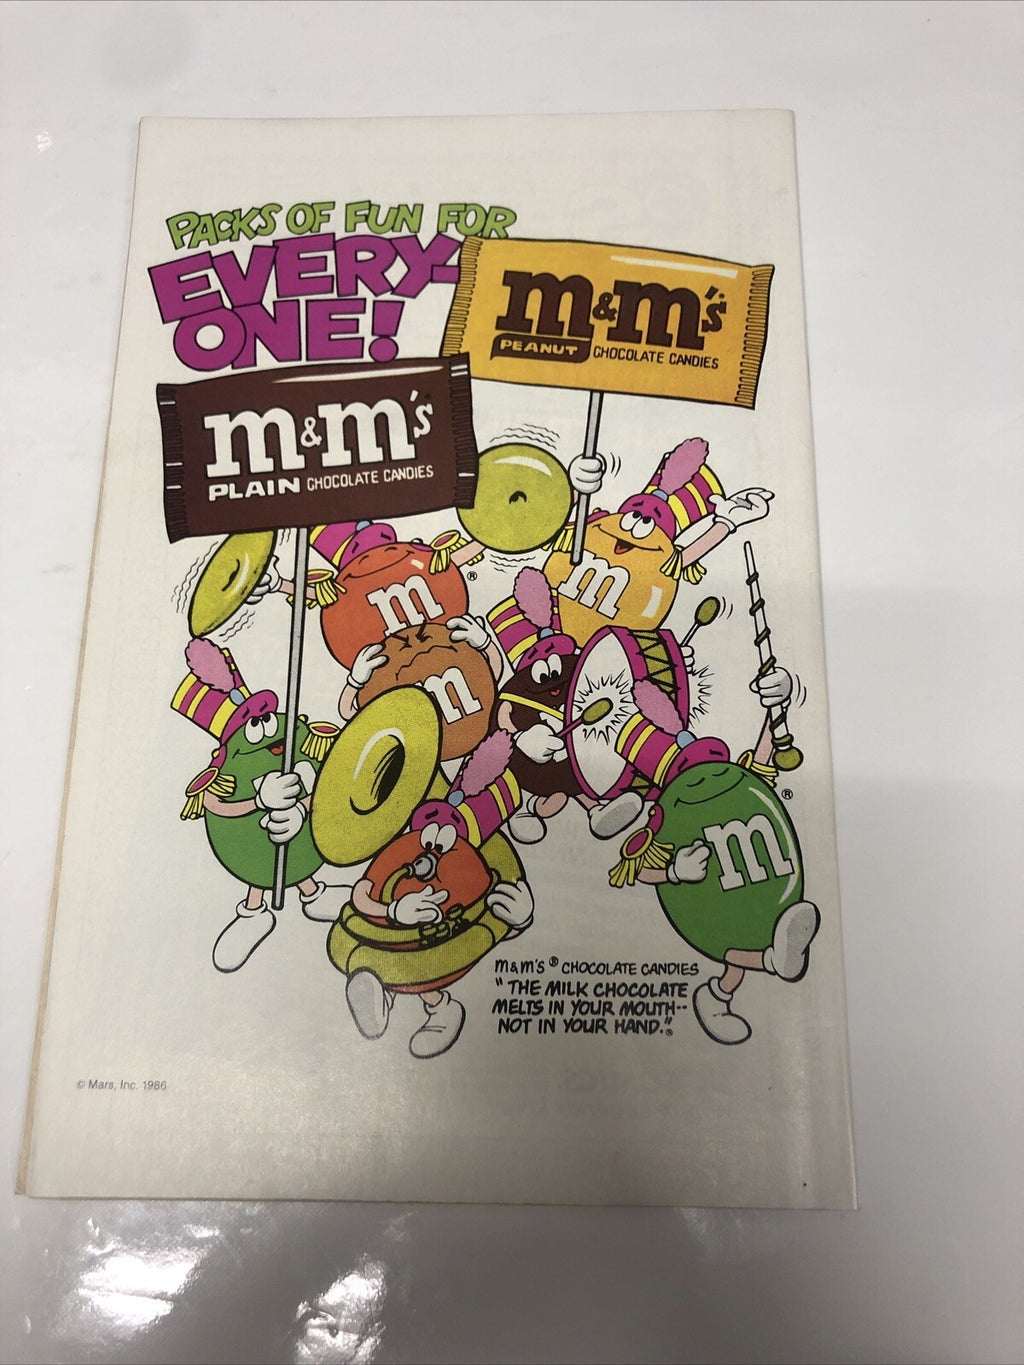 PACKS OF FUN FOR
EVERY-
ONE!
m&m's
PEANUT CHOCOLATE CANDIES
m&m's
PLAIN CHOCOLATE CANDIES
m
®
m
m
m
®
M&M'S® CHOCOLATE CANDIES
"THE MILK CHOCOLATE
MELTS IN YOUR MOUTH--
NOT IN YOUR HAND."®
© Mars, Inc. 1986